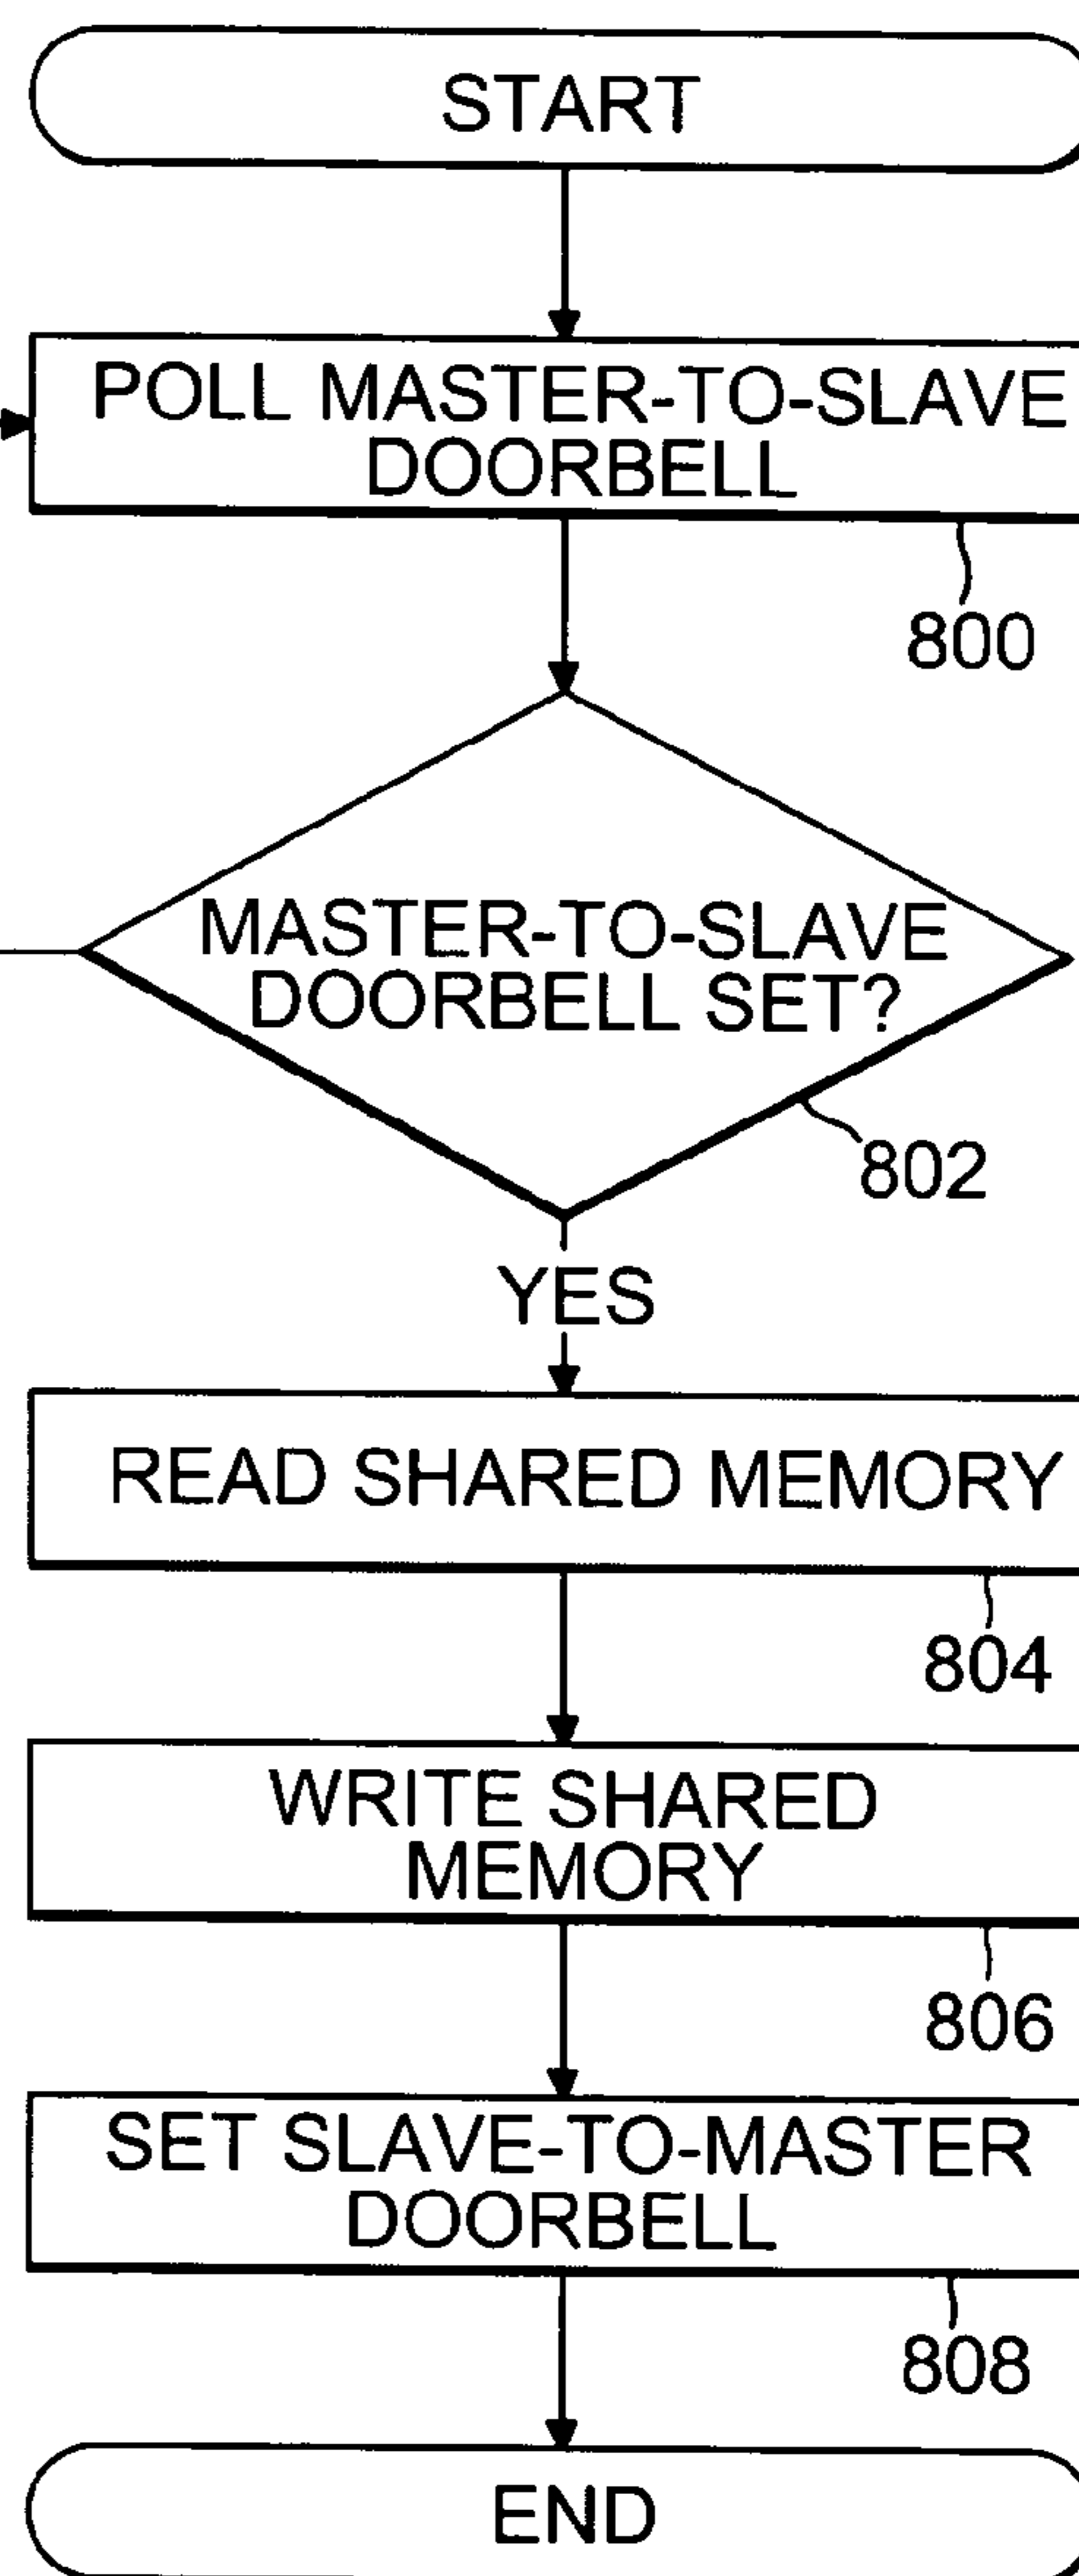 START
POLL MASTER-TO-SLAVE
DOORBELL
800
MASTER-TO-SLAVE
DOORBELL SET?
802
YES
READ SHARED MEMORY
804
WRITE SHARED
MEMORY
806
SET SLAVE-TO-MASTER
DOORBELL
808
END